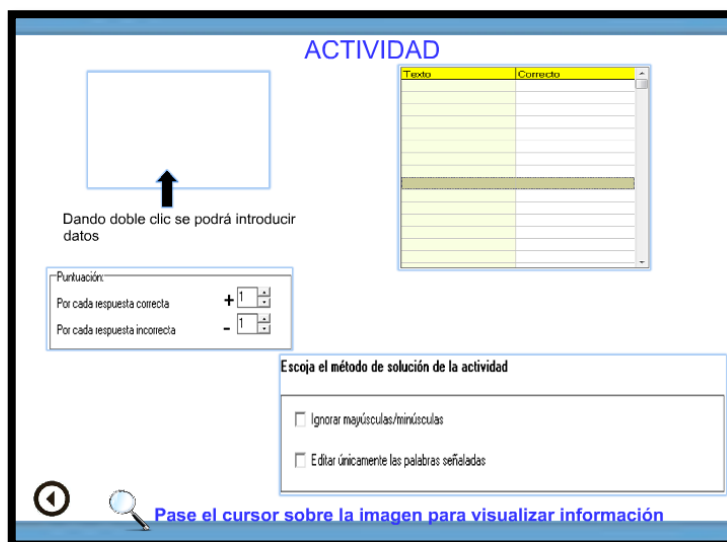 ACTIVIDAD
Texto Correcto
Dando doble clic se podrá introducir
datos
Puntuación:
Por cada respuesta correcta + 1
Por cada respuesta incorrecta - 1
Escoja el método de solución de la actividad
Ignorar mayúsculas/minúsculas
Editar únicamente las palabras señaladas
Pase el cursor sobre la imagen para visualizar información